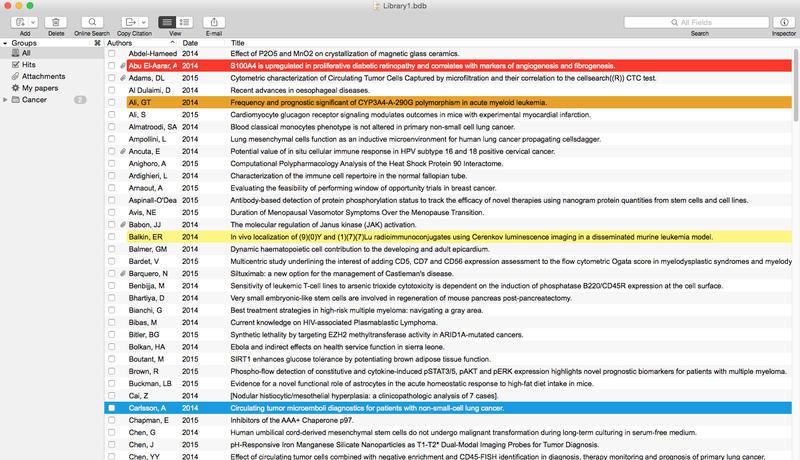 Library1.bdb
Add Delete Online Search Copy Citation View E-mail All Fields Search Inspector
Groups ⌘ Authors Date Title
All
Hits
Attachments
My papers
Cancer 2
Abdel-Hameed 2014 Effect of P2O5 and MnO2 on crystallization of magnetic glass ceramics.
Abu El-Asrar, A 2014 S100A4 is upregulated in proliferative diabetic retinopathy and correlates with markers of angiogenesis and fibrogenesis.
Adams, DL 2015 Cytometric characterization of Circulating Tumor Cells Captured by microfiltration and their correlation to the cellsearch((R)) CTC test.
Al Dulaimi, D 2014 Recent advances in oesophageal diseases.
Ali, GT 2014 Frequency and prognostic significant of CYP3A4-A-290G polymorphism in acute myeloid leukemia.
Ali, S 2015 Cardiomyocyte glucagon receptor signaling modulates outcomes in mice with experimental myocardial infarction.
Almatroodi, SA 2014 Blood classical monocytes phenotype is not altered in primary non-small cell lung cancer.
Ampollini, L 2014 Lung mesenchymal cells function as an inductive microenvironment for human lung cancer propagating cellsdagger.
Ancuta, E 2014 Potential value of in situ cellular immune response in HPV subtype 16 and 18 positive cervical cancer.
Anighoro, A 2015 Computational Polypharmacology Analysis of the Heat Shock Protein 90 Interactome.
Ardighieri, L 2014 Characterization of the immune cell repertoire in the normal fallopian tube.
Arnaout, A 2015 Evaluating the feasibility of performing window of opportunity trials in breast cancer.
Aspinall-O'Dea 2015 Antibody-based detection of protein phosphorylation status to track the efficacy of novel therapies using nanogram protein quantities from stem cells and cell lines.
Avis, NE 2015 Duration of Menopausal Vasomotor Symptoms Over the Menopause Transition.
Babon, JJ 2014 The molecular regulation of Janus kinase (JAK) activation.
Balkin, ER 2014 In vivo localization of (9)(0)Y and (1)(7)(7)Lu radioimmunoconjugates using Cerenkov luminescence imaging in a disseminated murine leukemia model.
Balmer, GM 2014 Dynamic haematopoietic cell contribution to the developing and adult epicardium.
Bardet, V 2015 Multicentric study underlining the interest of adding CD5, CD7 and CD56 expression assessment to the flow cytometric Ogata score in myelodysplastic syndromes and myelody
Barquero, N 2015 Siltuximab: a new option for the management of Castleman's disease.
Benbijja, M 2014 Sensitivity of leukemic T-cell lines to arsenic trioxide cytotoxicity is dependent on the induction of phosphatase B220/CD45R expression at the cell surface.
Bhartiya, D 2014 Very small embryonic-like stem cells are involved in regeneration of mouse pancreas post-pancreatectomy.
Bianchi, G 2014 Best treatment strategies in high-risk multiple myeloma: navigating a gray area.
Bibas, M 2014 Current knowledge on HIV-associated Plasmablastic Lymphoma.
Bitler, BG 2015 Synthetic lethality by targeting EZH2 methyltransferase activity in ARID1A-mutated cancers.
Bolkan, HA 2014 Ebola and indirect effects on health service function in sierra leone.
Boutant, M 2015 SIRT1 enhances glucose tolerance by potentiating brown adipose tissue function.
Brown, R 2015 Phospho-flow detection of constitutive and cytokine-induced pSTAT3/5, pAKT and pERK expression highlights novel prognostic biomarkers for patients with multiple myeloma.
Buckman, LB 2015 Evidence for a novel functional role of astrocytes in the acute homeostatic response to high-fat diet intake in mice.
Cai, Z 2014 [Nodular histiocytic/mesothelial hyperplasia: a clinicopathologic analysis of 7 cases].
Carlsson, A 2014 Circulating tumor microemboli diagnostics for patients with non-small-cell lung cancer.
Chapman, E 2015 Inhibitors of the AAA+ Chaperone p97.
Chen, G 2014 Human umbilical cord-derived mesenchymal stem cells do not undergo malignant transformation during long-term culturing in serum-free medium.
Chen, J 2015 pH-Responsive Iron Manganese Silicate Nanoparticles as T1-T2* Dual-Modal Imaging Probes for Tumor Diagnosis.
Chen, YY 2014 Effect of circulating tumor cells combined with negative enrichment and CD45-FISH identification in diagnosis, therapy monitoring and prognosis of primary lung cancer.